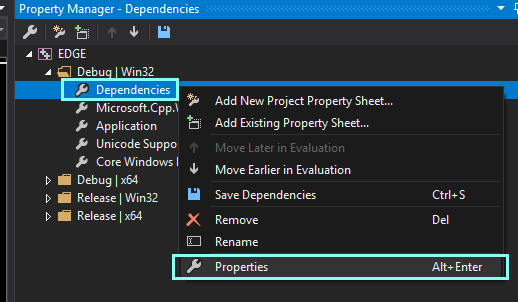 Property Manager - Dependencies
EDGE
Debug | Win32
Dependencies
Microsoft.Cpp.
Application
Unicode Suppo
Core Windows
Debug | x64
Release | Win32
Release | x64
Add New Project Property Sheet...
Add Existing Property Sheet...
Move Later in Evaluation
Move Earlier in Evaluation
Save Dependencies Ctrl+S
Remove Del
Rename
Properties Alt+Enter